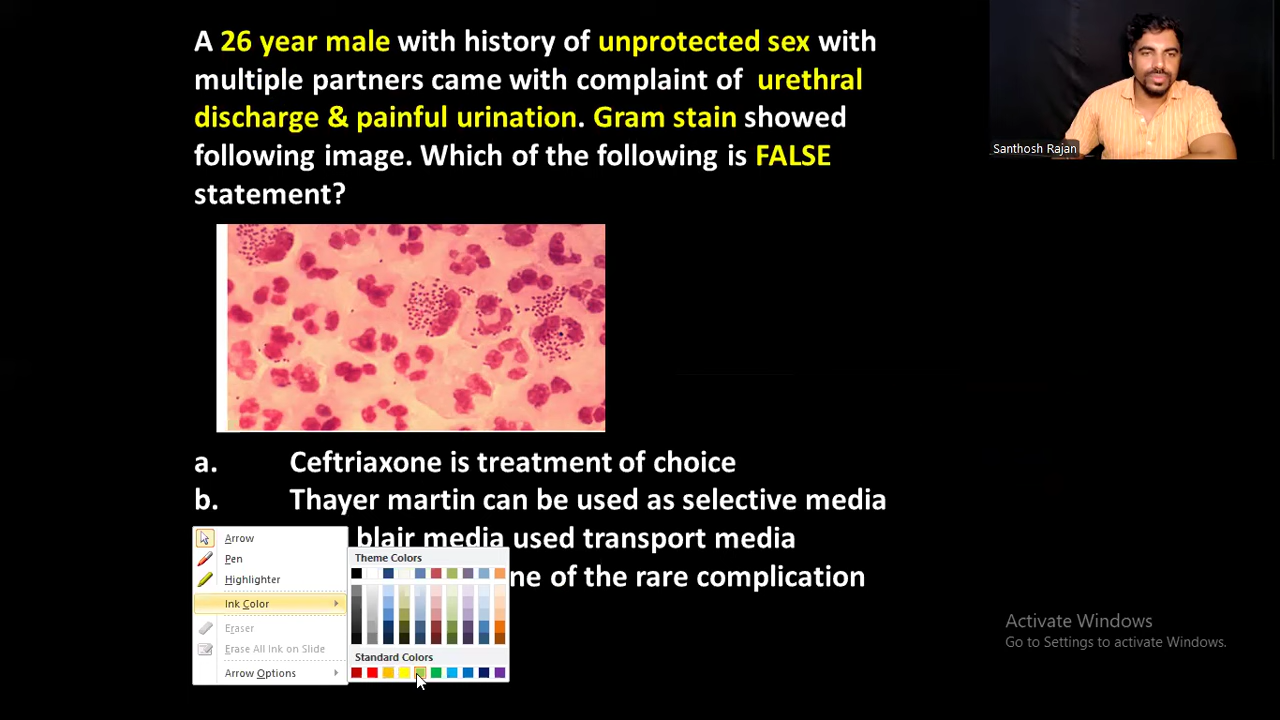 A 26 year male with history of unprotected sex with
multiple partners came with complaint of urethral
discharge & painful urination. Gram stain showed
following image. Which of the following is FALSE
statement?
Santhosh Rajan
a. Ceftriaxone is treatment of choice
b. Thayer martin can be used as selective media
blair media used transport media
of the rare complication
Arrow
Pen
Highlighter
Ink Color
Eraser
Erase All Ink on Slide
Arrow Options
Theme Colors
Standard Colors
Activate Windows
Go to Settings to activate Windows.